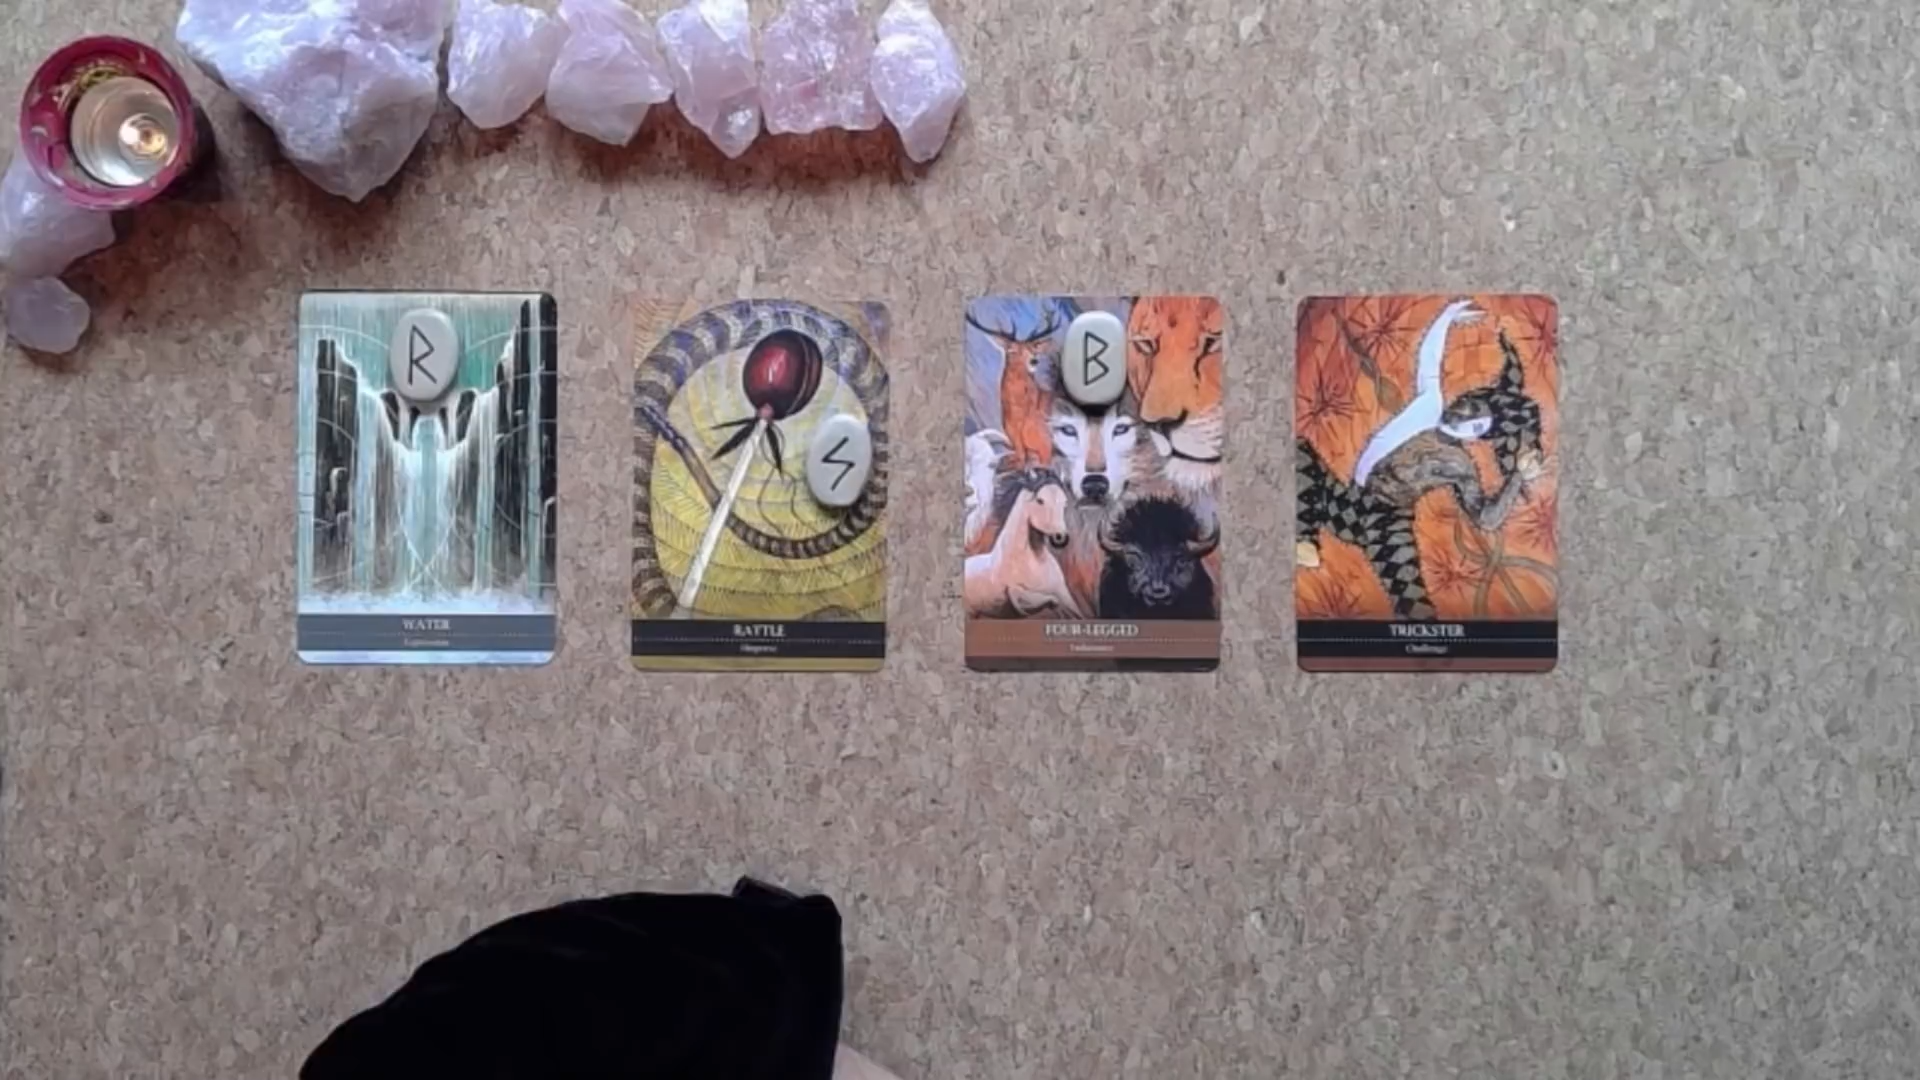 ᚱ
ᛋ
ᛒ
WATER
RATTLE
FOUR-LEGGED
TRICKSTER
Challenge